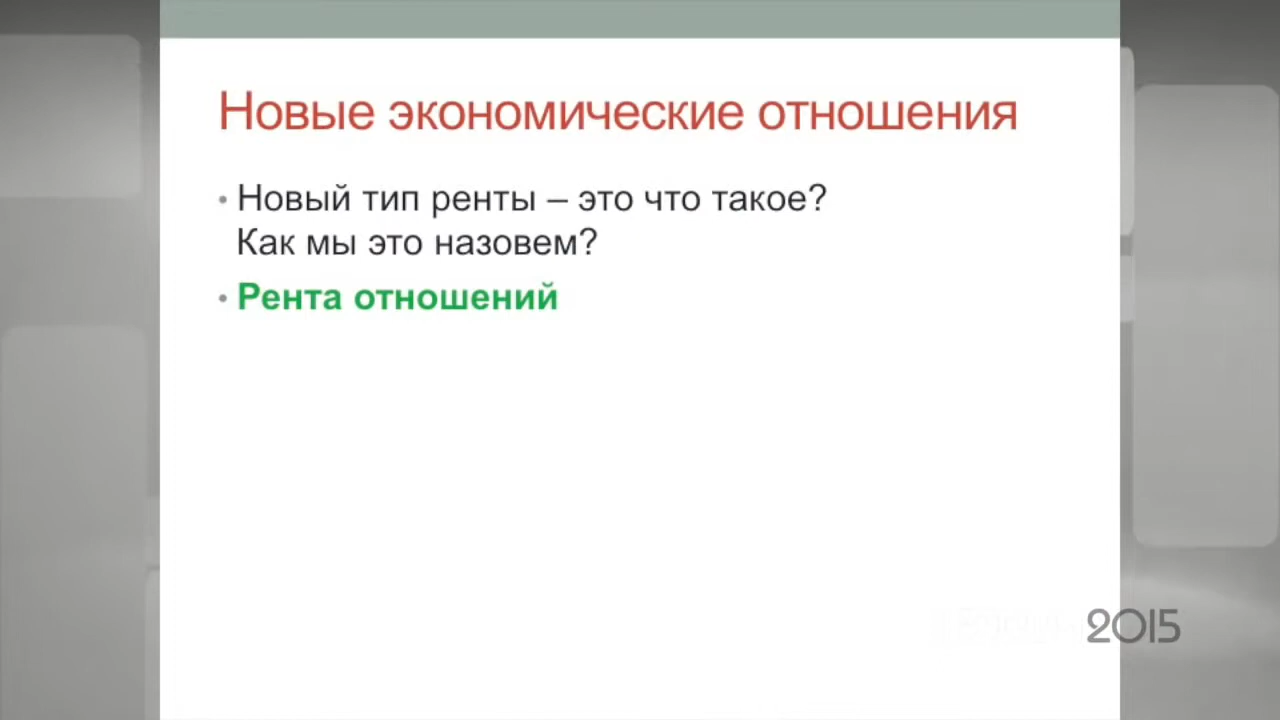 Новые экономические отношения
• Новый тип ренты – это что такое?
Как мы это назовем?
• Рента отношений
2015